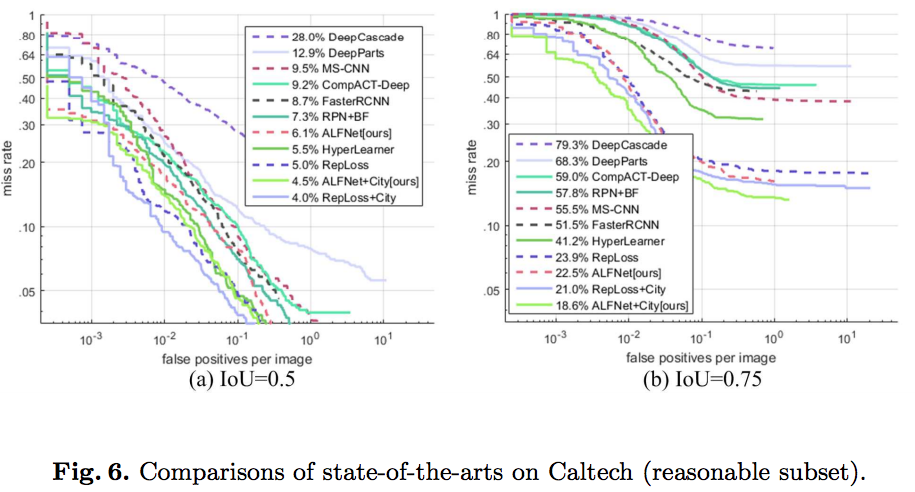 1
.80
.64
.50
.40
.30
.20
.10
.05
miss rate
28.0% DeepCascade
12.9% DeepParts
9.5% MS-CNN
9.2% CompACT-Deep
8.7% FasterRCNN
7.3% RPN+BF
6.1% ALFNet[ours]
5.5% HyperLearner
5.0% RepLoss
4.5% ALFNet+City[ours]
4.0% RepLoss+City
10^-3 10^-2 10^-1 10^0 10^1
false positives per image
(a) IoU=0.5
1
.80
.64
.50
.40
.30
.20
.10
.05
miss rate
79.3% DeepCascade
68.3% DeepParts
59.0% CompACT-Deep
57.8% RPN+BF
55.5% MS-CNN
51.5% FasterRCNN
41.2% HyperLearner
23.9% RepLoss
22.5% ALFNet[ours]
21.0% RepLoss+City
18.6% ALFNet+City[ours]
10^-3 10^-2 10^-1 10^0 10^1
false positives per image
(b) IoU=0.75
Fig. 6. Comparisons of state-of-the-arts on Caltech (reasonable subset).